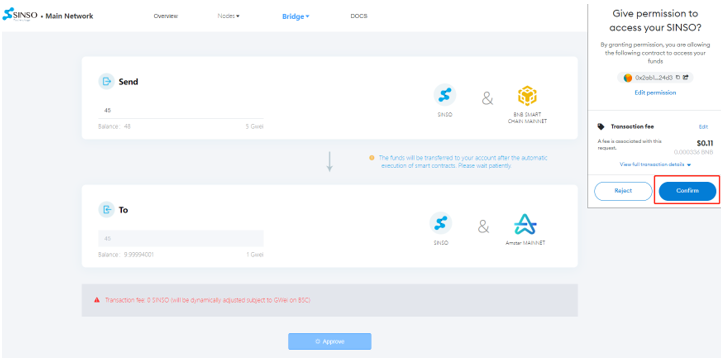 SINSO • Main Network
Overview
Nodes
Bridge
DOCS
Send
48
Balance: 48
5 Gwei
SINSO
&
BNB SMART
CHAIN MAINNET
The funds will be transferred to your account after the automatic
execution of smart contracts. Please wait patiently.
To
48
Balance: 9.99994001
1 Gwei
SINSO
&
Amstar MAINNET
Transaction fee: 0 SINSO (will be dynamically adjusted subject to GWei on BSC).
Approve
Give permission to
access your SINSO?
By granting permission, you are allowing
the following contract to access your
funds
Edit permission
Transaction fee
Edit
A fee is associated with this
request.
$0.11
0.000336 BNB
View full transaction details
Reject
Confirm